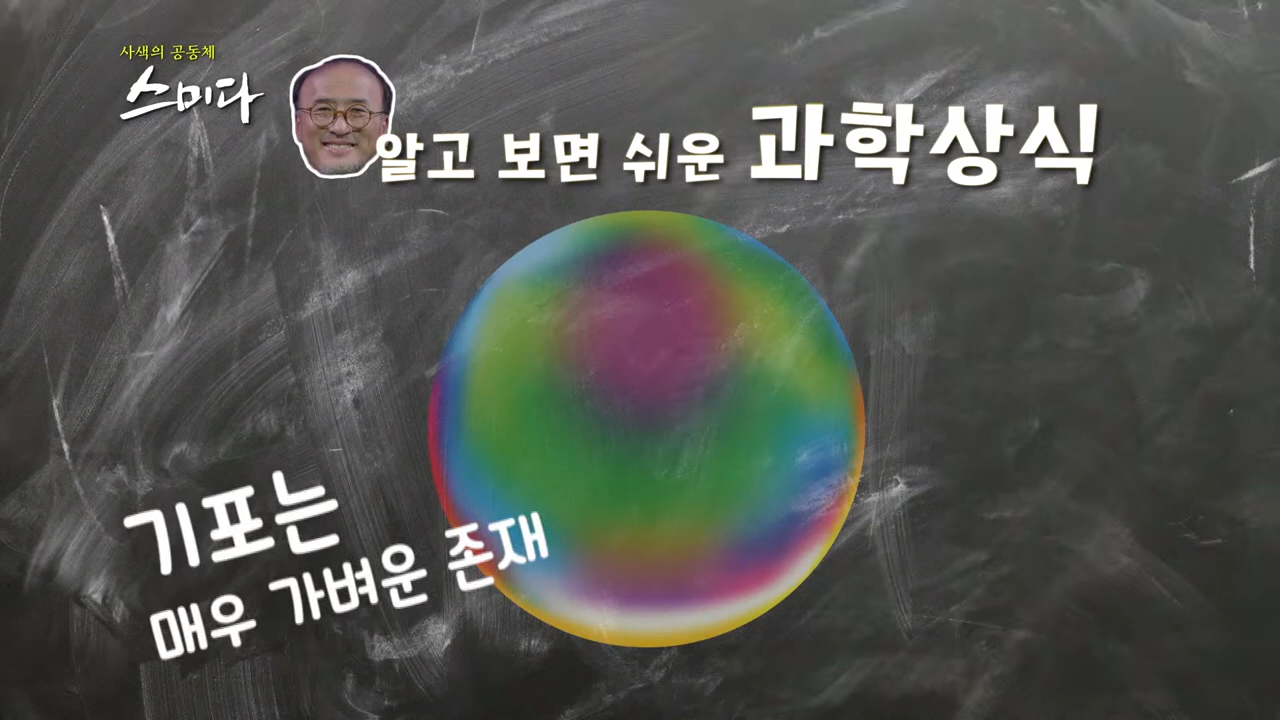 사색의 공동체
스미다
알고 보면 쉬운 과학상식
기포는
매우 가벼운 존재